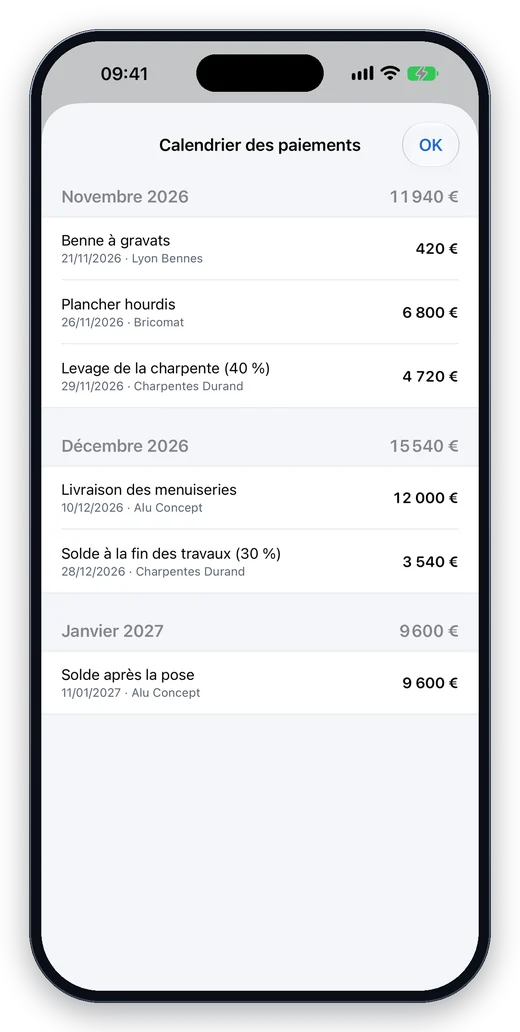 09:41
Calendrier des paiements
OK
Novembre 2026 11 940 €
Benne à gravats 420 €
21/11/2026 · Lyon Bennes
Plancher hourdis 6 800 €
26/11/2026 · Bricomat
Levage de la charpente (40 %) 4 720 €
29/11/2026 · Charpentes Durand
Décembre 2026 15 540 €
Livraison des menuiseries 12 000 €
10/12/2026 · Alu Concept
Solde à la fin des travaux (30 %) 3 540 €
28/12/2026 · Charpentes Durand
Janvier 2027 9 600 €
Solde après la pose 9 600 €
11/01/2027 · Alu Concept